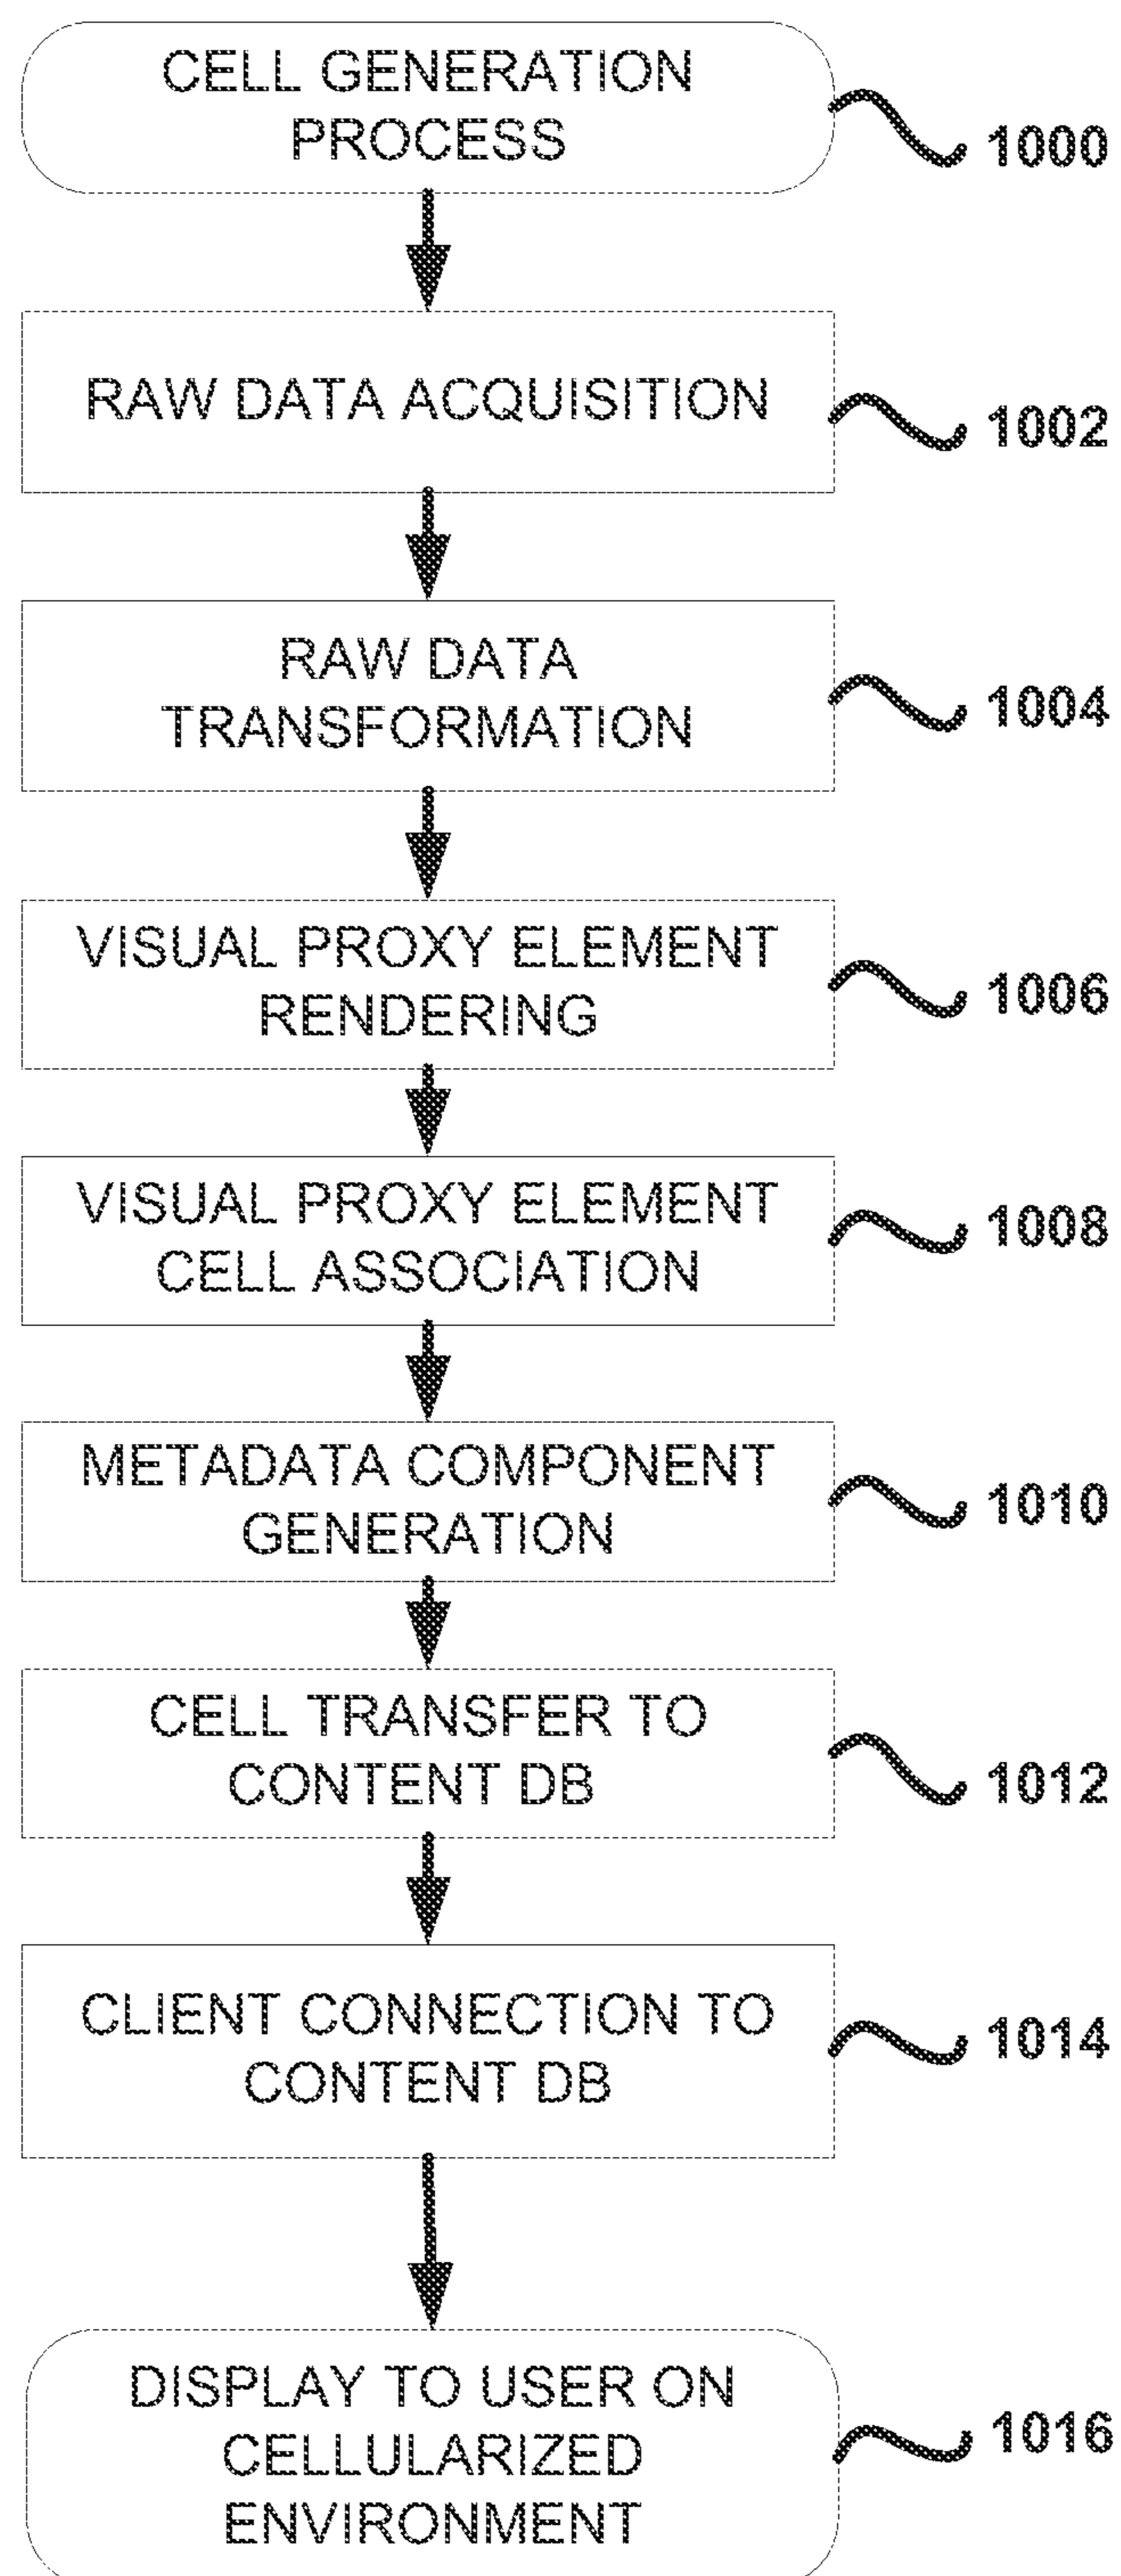 CELL GENERATION
PROCESS
1000
RAW DATA ACQUISITION
1002
RAW DATA
TRANSFORMATION
1004
VISUAL PROXY ELEMENT
RENDERING
1006
VISUAL PROXY ELEMENT
CELL ASSOCIATION
1008
METADATA COMPONENT
GENERATION
1010
CELL TRANSFER TO
CONTENT DB
1012
CLIENT CONNECTION TO
CONTENT DB
1014
DISPLAY TO USER ON
CELLULARIZED
ENVIRONMENT
1016